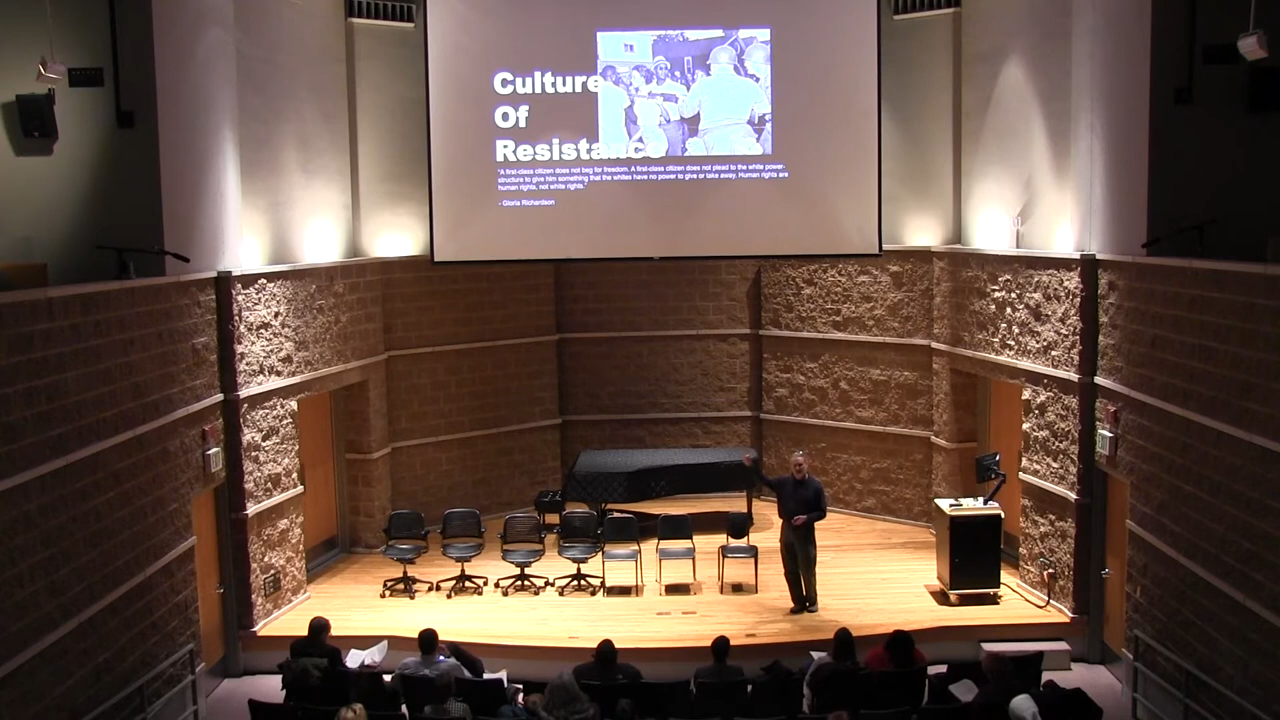 Culture
Of
Resistance
"A first-class citizen does not beg for freedom. A first-class citizen does not plead to the white power-
structure to give him something that the whites have no power to give or take away. Human rights are
human rights, not white rights."
- Gloria Richardson